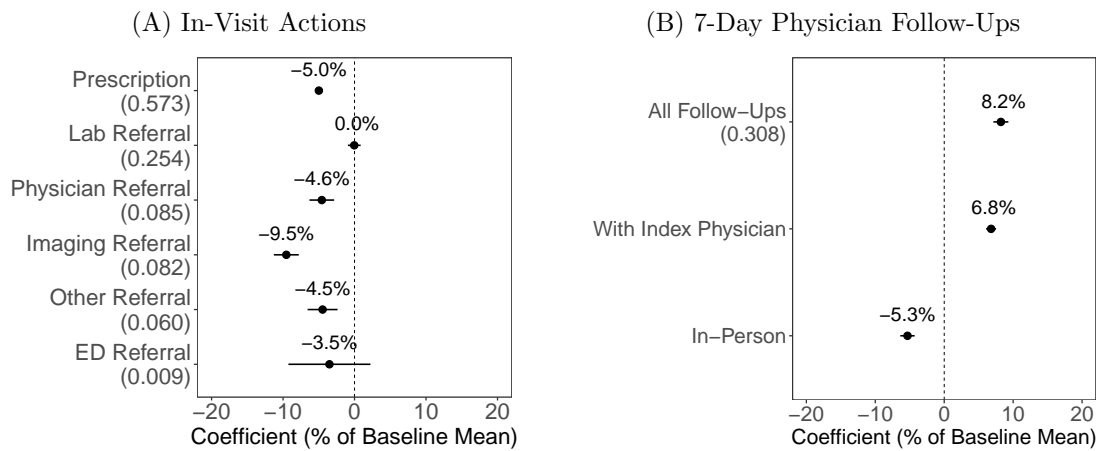 (A) In-Visit Actions
Prescription
(0.573)
Lab Referral
(0.254)
Physician Referral
(0.085)
Imaging Referral
(0.082)
Other Referral
(0.060)
ED Referral
(0.009)
−5.0%
0.0%
−4.6%
−9.5%
−4.5%
−3.5%
−20 −10 0 10 20
Coefficient (% of Baseline Mean)
(B) 7-Day Physician Follow-Ups
All Follow−Ups
(0.308)
With Index Physician
In−Person
8.2%
6.8%
−5.3%
−20 −10 0 10 20
Coefficient (% of Baseline Mean)